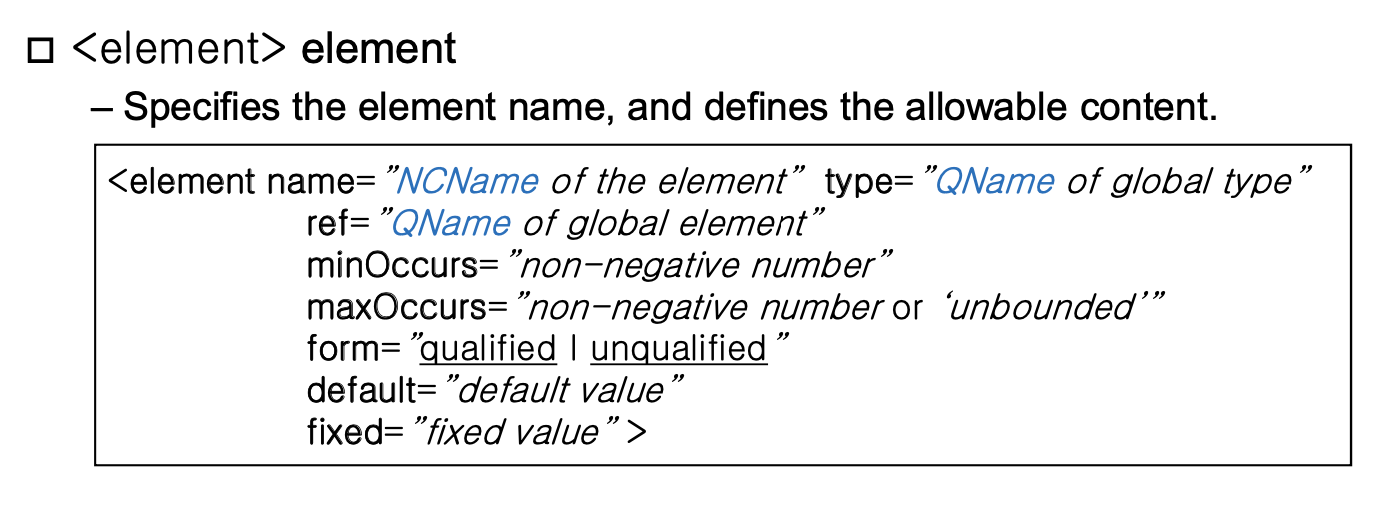 <element> element
– Specifies the element name, and defines the allowable content.
<element name=”NCName of the element” type=”QName of global type”
ref=”QName of global element”
minOccurs=”non-negative number”
maxOccurs=”non-negative number or ‘unbounded’”
form=”qualified | unqualified”
default=”default value”
fixed=”fixed value”>